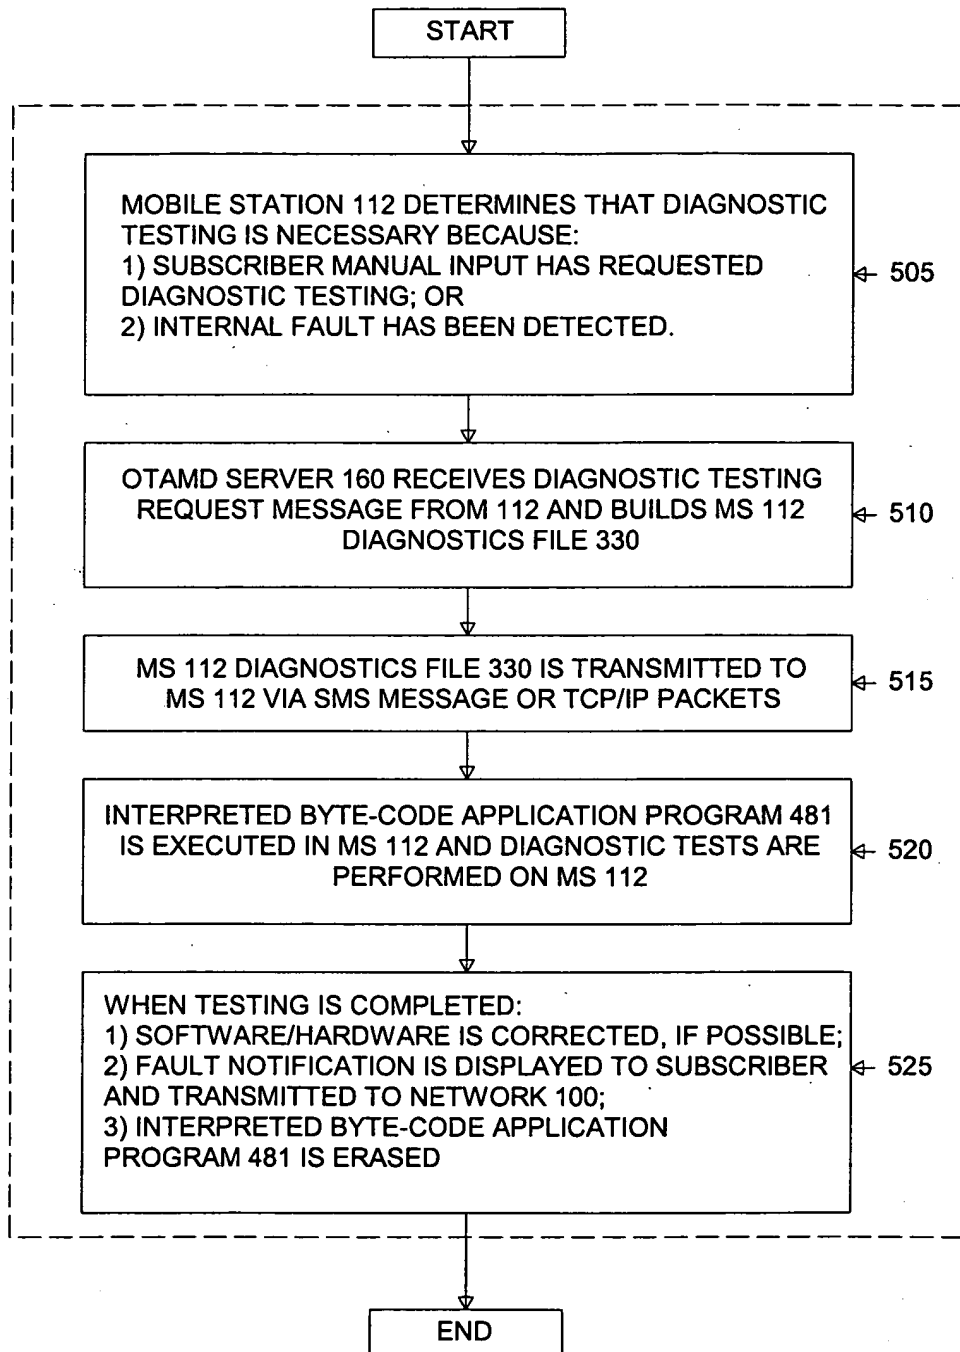 START
MOBILE STATION 112 DETERMINES THAT DIAGNOSTIC
TESTING IS NECESSARY BECAUSE:
1) SUBSCRIBER MANUAL INPUT HAS REQUESTED
DIAGNOSTIC TESTING; OR
2) INTERNAL FAULT HAS BEEN DETECTED.
505
OTAMD SERVER 160 RECEIVES DIAGNOSTIC TESTING
REQUEST MESSAGE FROM 112 AND BUILDS MS 112
DIAGNOSTICS FILE 330
510
MS 112 DIAGNOSTICS FILE 330 IS TRANSMITTED TO
MS 112 VIA SMS MESSAGE OR TCP/IP PACKETS
515
INTERPRETED BYTE-CODE APPLICATION PROGRAM 481
IS EXECUTED IN MS 112 AND DIAGNOSTIC TESTS ARE
PERFORMED ON MS 112
520
WHEN TESTING IS COMPLETED:
1) SOFTWARE/HARDWARE IS CORRECTED, IF POSSIBLE;
2) FAULT NOTIFICATION IS DISPLAYED TO SUBSCRIBER
AND TRANSMITTED TO NETWORK 100;
3) INTERPRETED BYTE-CODE APPLICATION
PROGRAM 481 IS ERASED
525
END